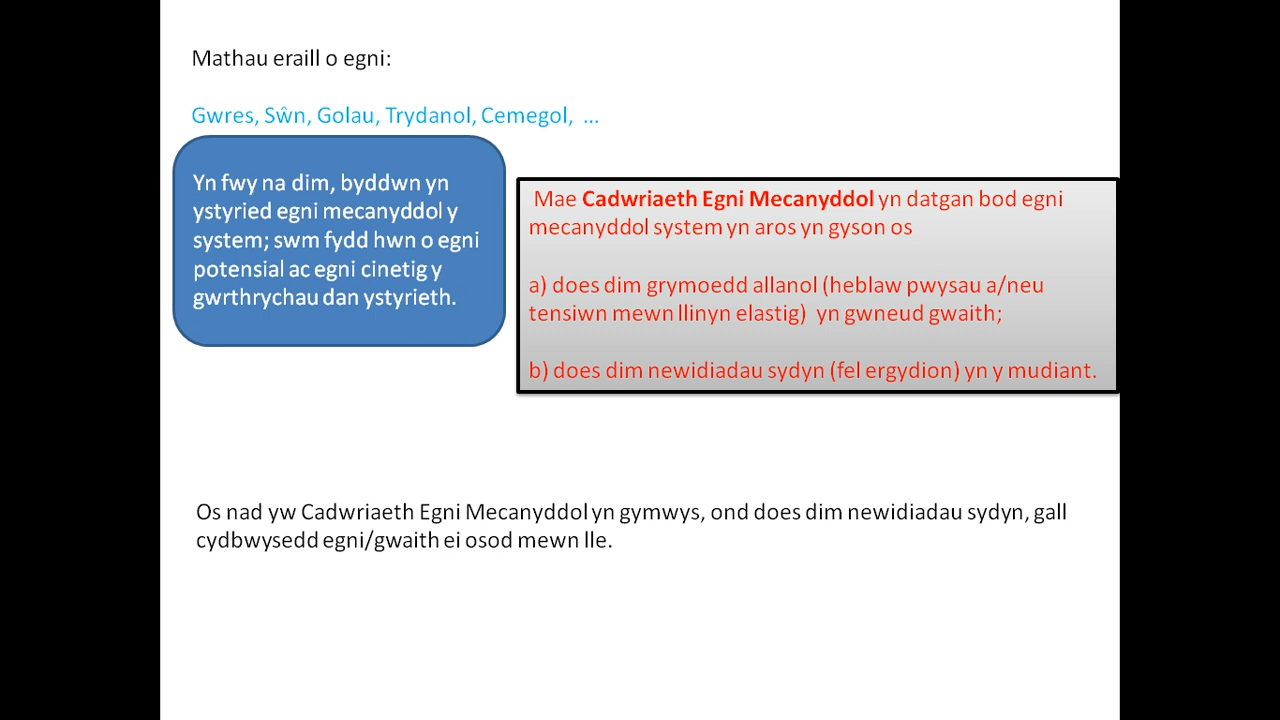 Mathau eraill o egni:
Gwres, Sŵn, Golau, Trydanol, Cemegol, ...
Yn fwy na dim, byddwn yn
ystyried egni mecanyddol y
system; swm fydd hwn o egni
potensial ac egni cinetig y
gwrthrychau dan ystyrieth.
Mae Cadwriaeth Egni Mecanyddol yn datgan bod egni
mecanyddol system yn aros yn gyson os
a) does dim grymoedd allanol (heblaw pwysau a/neu
tensiwn mewn llinyn elastig) yn gwneud gwaith;
b) does dim newidiadau sydyn (fel ergydion) yn y mudiant.
Os nad yw Cadwriaeth Egni Mecanyddol yn gymwys, ond does dim newidiadau sydyn, gall
cydbwysedd egni/gwaith ei osod mewn lle.